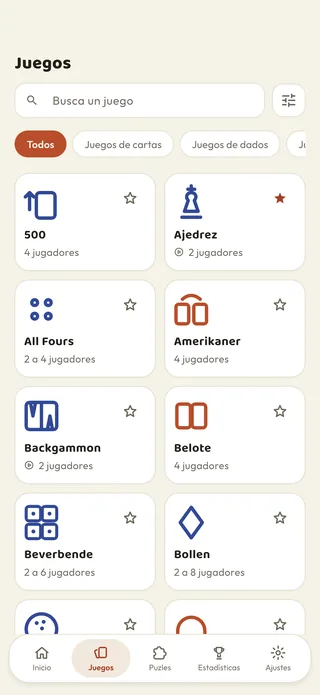 Juegos
Busca un juego
Todos
Juegos de cartas
Juegos de dados
500
4 jugadores
Ajedrez
2 jugadores
All Fours
2 a 4 jugadores
Amerikaner
4 jugadores
Backgammon
2 jugadores
Belote
4 jugadores
Beverbende
2 a 6 jugadores
Bollen
2 a 8 jugadores
Inicio
Juegos
Puzles
Estadísticas
Ajustes